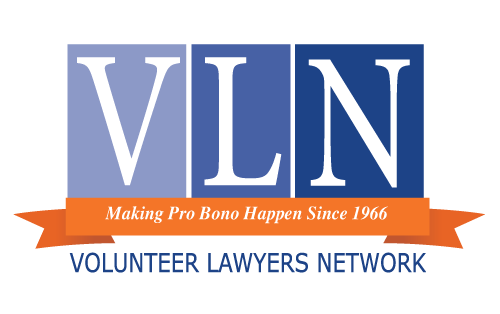 VLN
Making Pro Bono Happen Since 1966
VOLUNTEER LAWYERS NETWORK